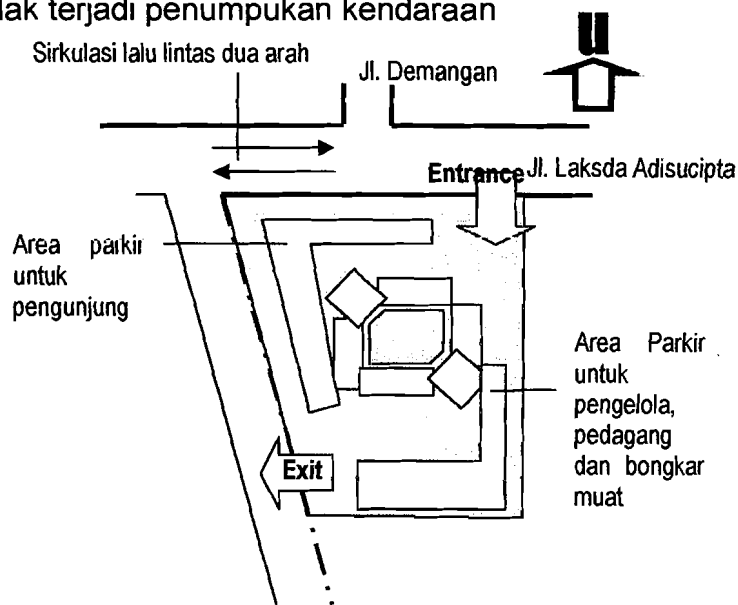 lak terjadi penumpukan kendaraan
U
Sirkulasi lalu lintas dua arah
Jl. Demangan
Entrance
Jl. Laksda Adisucipta
Area parkir
untuk
pengunjung
Area Parkir
untuk
pengelola,
pedagang
dan bongkar
muat
Exit